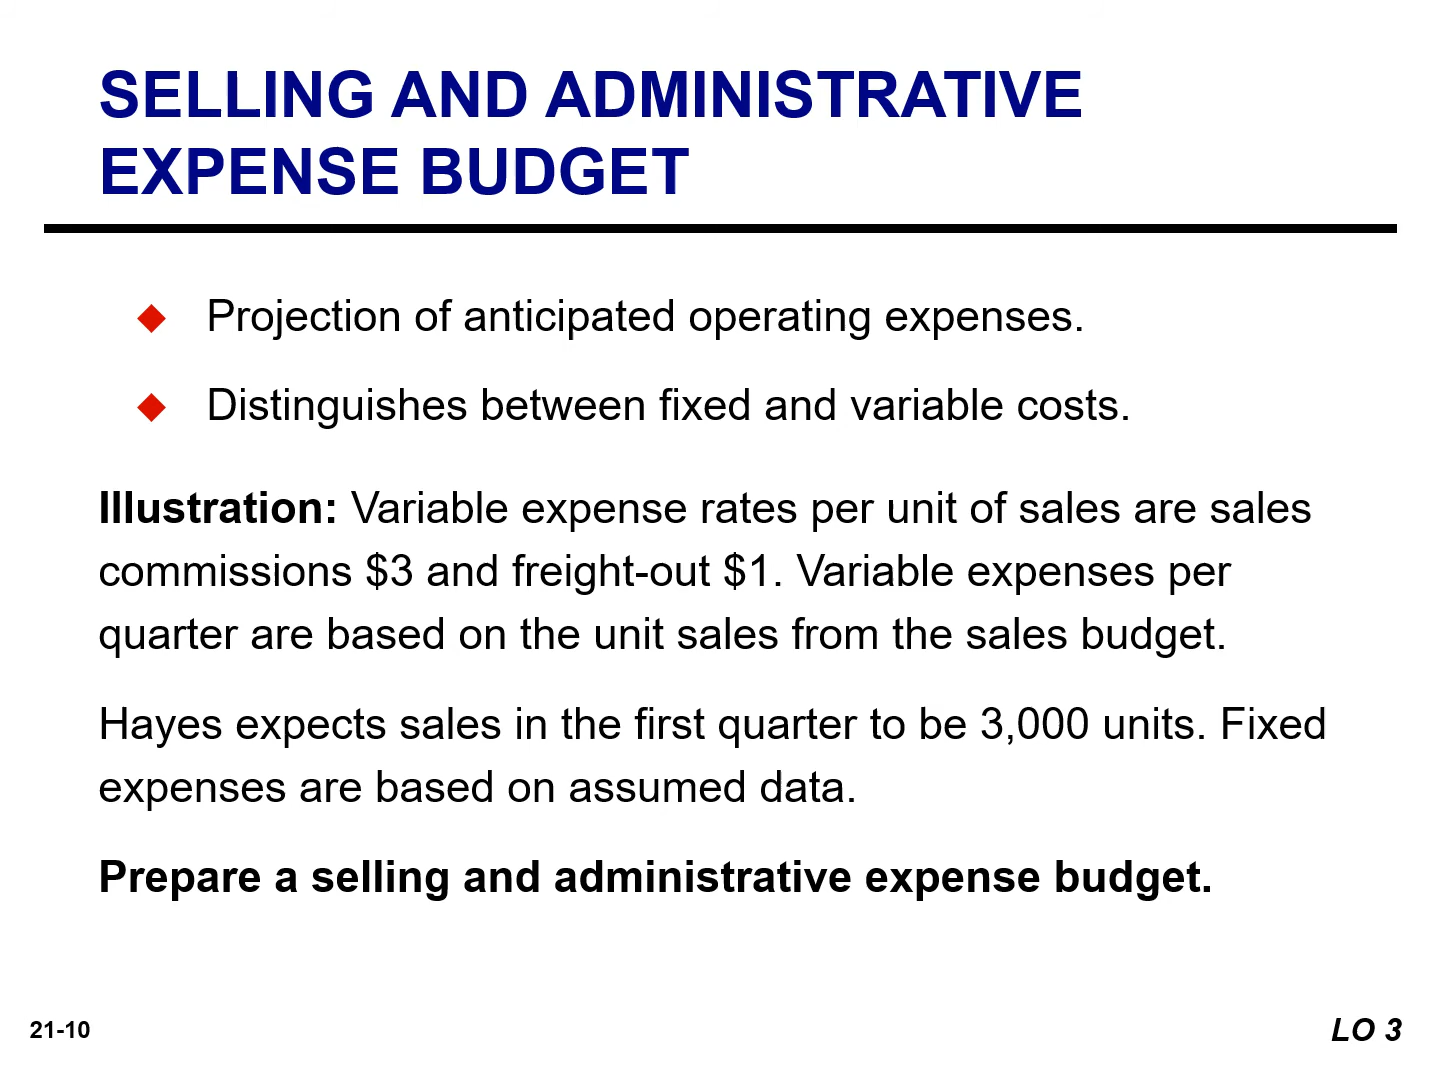 SELLING AND ADMINISTRATIVE
EXPENSE BUDGET
Projection of anticipated operating expenses.
Distinguishes between fixed and variable costs.
Illustration: Variable expense rates per unit of sales are sales
commissions $3 and freight-out $1. Variable expenses per
quarter are based on the unit sales from the sales budget.
Hayes expects sales in the first quarter to be 3,000 units. Fixed
expenses are based on assumed data.
Prepare a selling and administrative expense budget.
21-10
LO 3